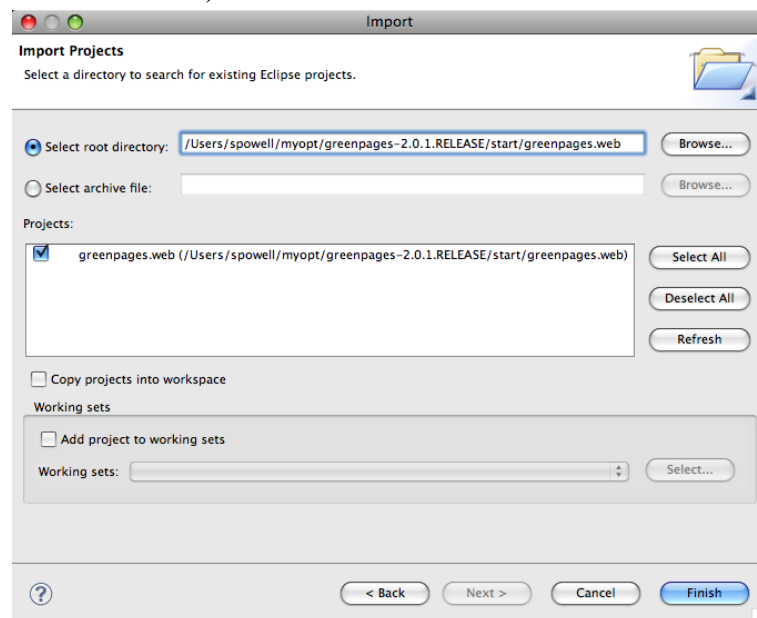 Import
Import Projects
Select a directory to search for existing Eclipse projects.
Select root directory: /Users/spowell/myopt/greenpages-2.0.1.RELEASE/start/greenpages.web Browse...
Select archive file: Browse...
Projects:
greenpages.web (/Users/spowell/myopt/greenpages-2.0.1.RELEASE/start/greenpages.web) Select All
Deselect All
Refresh
Copy projects into workspace
Working sets
Add project to working sets
Working sets: Select...
? < Back Next > Cancel Finish